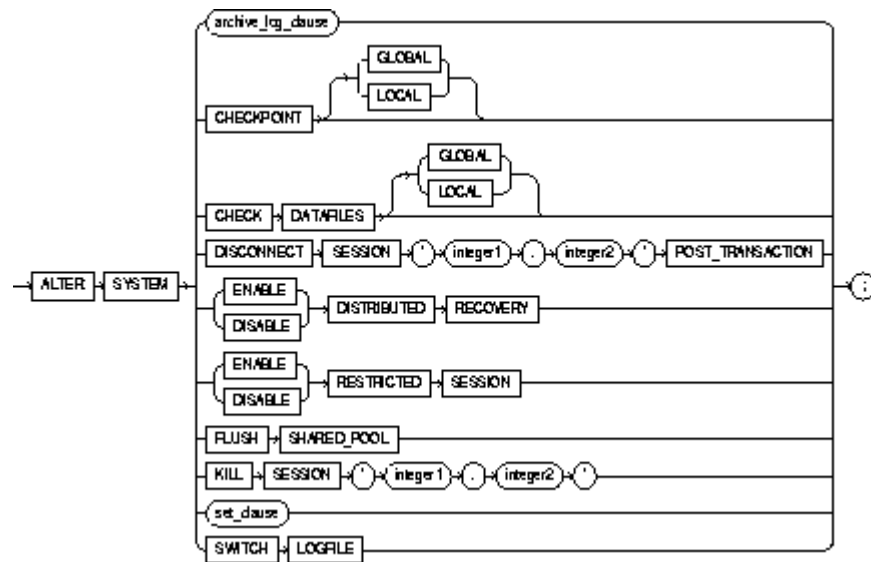 archive_log_clause
GLOBAL
LOCAL
CHECKPOINT
GLOBAL
LOCAL
CHECK DATAFILES
DISCONNECT SESSION ' integer1 , integer2 ' POST_TRANSACTION
ALTER SYSTEM ;
ENABLE
DISABLE
DISTRIBUTED RECOVERY
ENABLE
DISABLE
RESTRICTED SESSION
FLUSH SHARED_POOL
KILL SESSION ' integer1 , integer2 '
set_clause
SWITCH LOGFILE